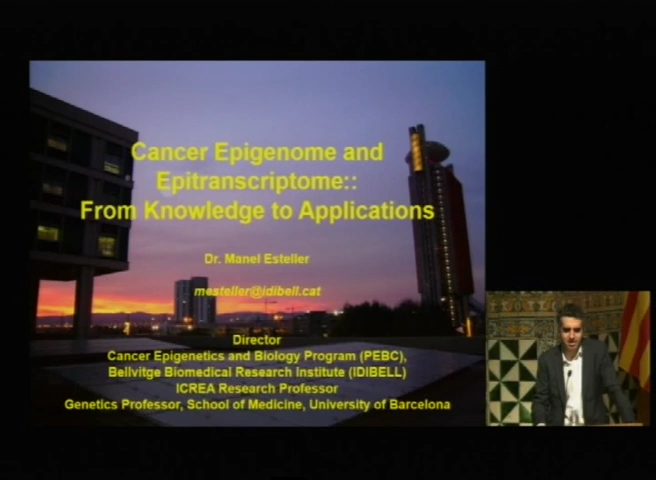 Cancer Epigenome and
Epitranscriptome::
From Knowledge to Applications
Dr. Manel Esteller
mesteller@idibell.cat
Director
Cancer Epigenetics and Biology Program (PEBC),
Bellvitge Biomedical Research Institute (IDIBELL)
ICREA Research Professor
Genetics Professor, School of Medicine, University of Barcelona